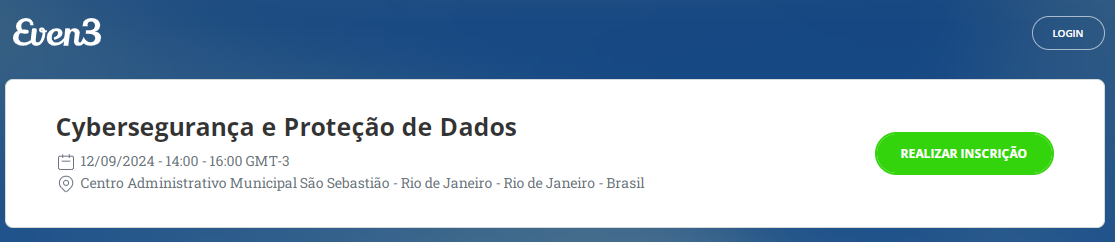 Even3
LOGIN
Cybersegurança e Proteção de Dados
12/09/2024 - 14:00 - 16:00 GMT-3
Centro Administrativo Municipal São Sebastião - Rio de Janeiro - Rio de Janeiro - Brasil
REALIZAR INSCRIÇÃO